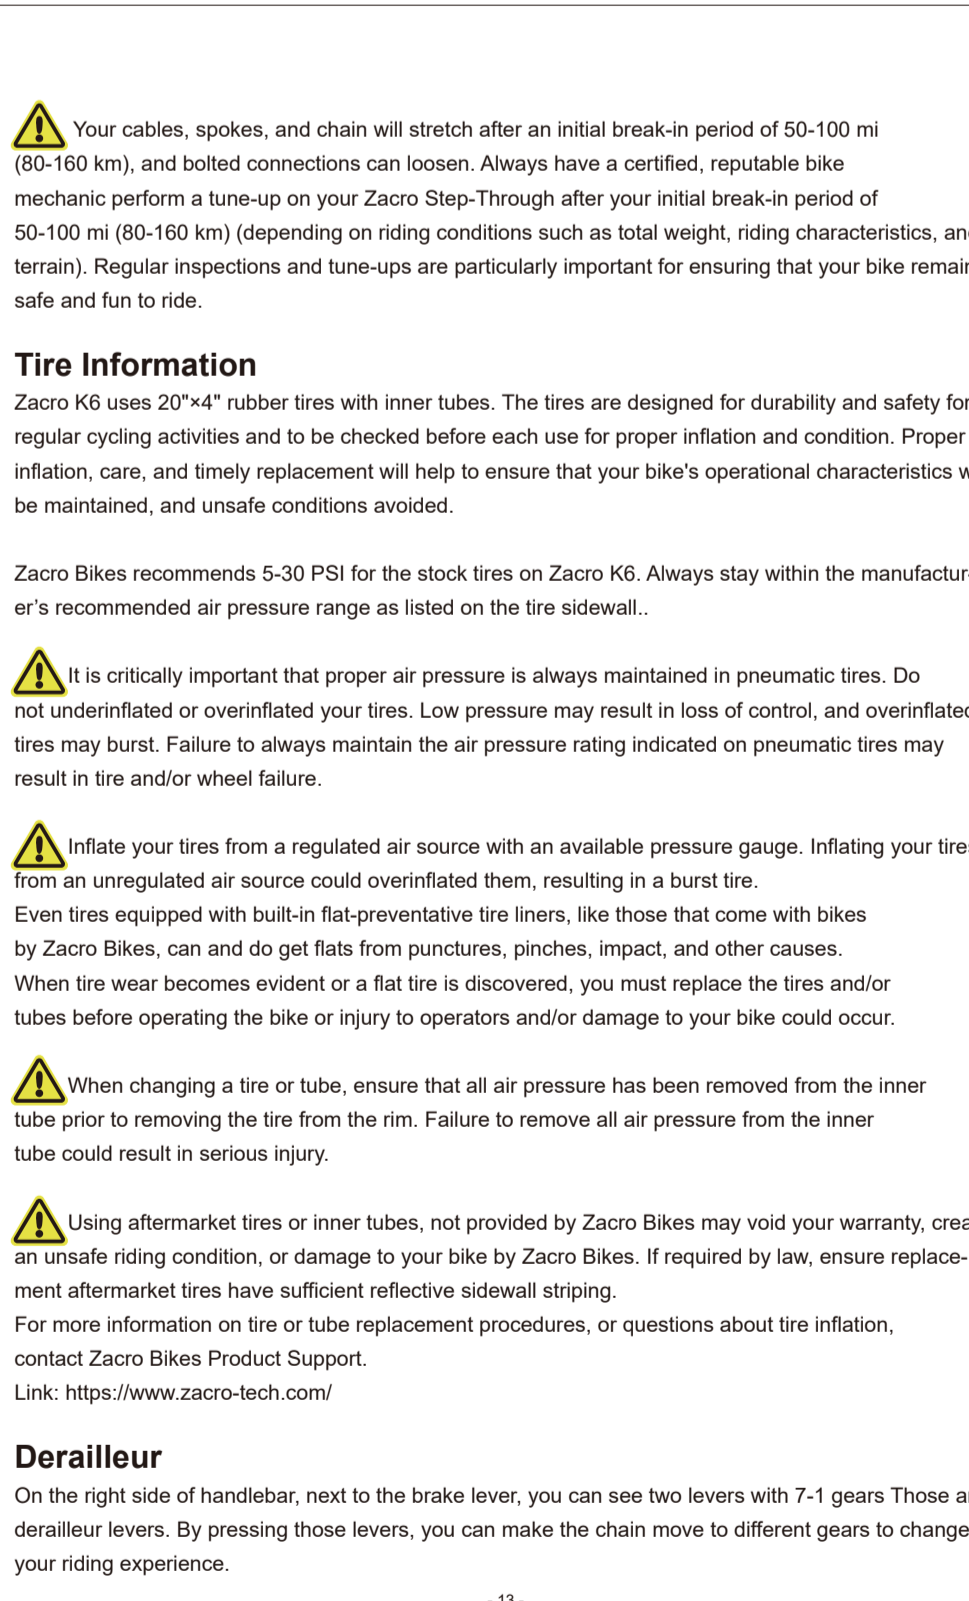 Your cables, spokes, and chain will stretch after an initial break-in period of 50-100 mi
(80-160 km), and bolted connections can loosen. Always have a certified, reputable bike
mechanic perform a tune-up on your Zacro Step-Through after your initial break-in period of
50-100 mi (80-160 km) (depending on riding conditions such as total weight, riding characteristics, an
terrain). Regular inspections and tune-ups are particularly important for ensuring that your bike remain
safe and fun to ride.
Tire Information
Zacro K6 uses 20"×4" rubber tires with inner tubes. The tires are designed for durability and safety for
regular cycling activities and to be checked before each use for proper inflation and condition. Proper
inflation, care, and timely replacement will help to ensure that your bike's operational characteristics w
be maintained, and unsafe conditions avoided.
Zacro Bikes recommends 5-30 PSI for the stock tires on Zacro K6. Always stay within the manufactur-
er’s recommended air pressure range as listed on the tire sidewall..
It is critically important that proper air pressure is always maintained in pneumatic tires. Do
not underinflated or overinflated your tires. Low pressure may result in loss of control, and overinflated
tires may burst. Failure to always maintain the air pressure rating indicated on pneumatic tires may
result in tire and/or wheel failure.
Inflate your tires from a regulated air source with an available pressure gauge. Inflating your tires
from an unregulated air source could overinflated them, resulting in a burst tire.
Even tires equipped with built-in flat-preventative tire liners, like those that come with bikes
by Zacro Bikes, can and do get flats from punctures, pinches, impact, and other causes.
When tire wear becomes evident or a flat tire is discovered, you must replace the tires and/or
tubes before operating the bike or injury to operators and/or damage to your bike could occur.
When changing a tire or tube, ensure that all air pressure has been removed from the inner
tube prior to removing the tire from the rim. Failure to remove all air pressure from the inner
tube could result in serious injury.
Using aftermarket tires or inner tubes, not provided by Zacro Bikes may void your warranty, crea
an unsafe riding condition, or damage to your bike by Zacro Bikes. If required by law, ensure replace-
ment aftermarket tires have sufficient reflective sidewall striping.
For more information on tire or tube replacement procedures, or questions about tire inflation,
contact Zacro Bikes Product Support.
Link: https://www.zacro-tech.com/
Derailleur
On the right side of handlebar, next to the brake lever, you can see two levers with 7-1 gears Those ar
derailleur levers. By pressing those levers, you can make the chain move to different gears to change
your riding experience.
- 13 -